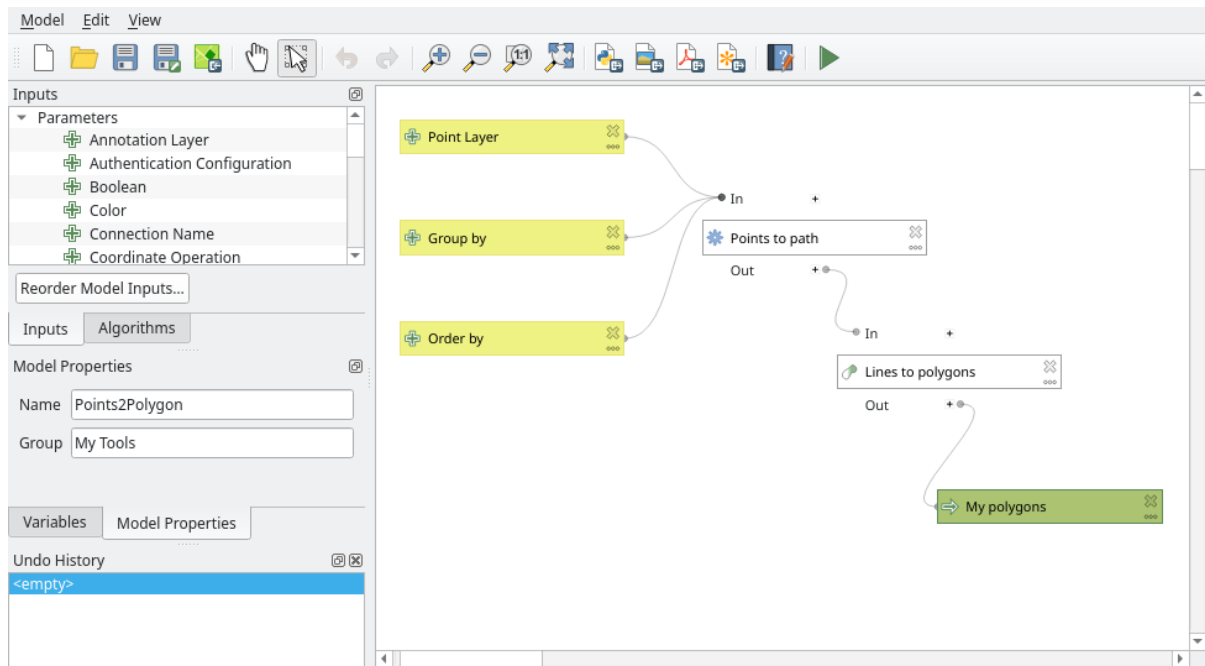 Model Edit View
1:1
Inputs
Parameters
Annotation Layer
Authentication Configuration
Boolean
Color
Connection Name
Coordinate Operation
Reorder Model Inputs...
Inputs Algorithms
Model Properties
Name Points2Polygon
Group My Tools
Variables Model Properties
Undo History
<empty>
Point Layer
Group by
Order by
In +
Points to path
Out +
In +
Lines to polygons
Out +
My polygons